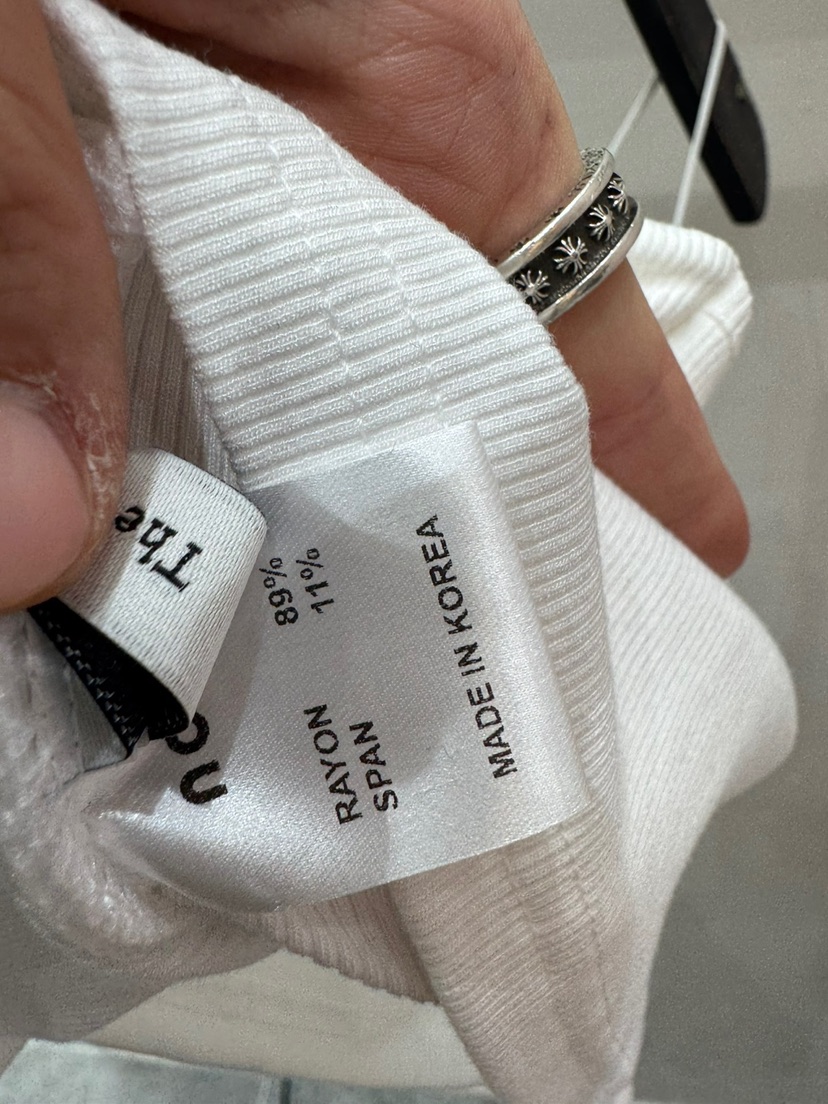 The
RAYON 89%
SPAN 11%
MADE IN KOREA